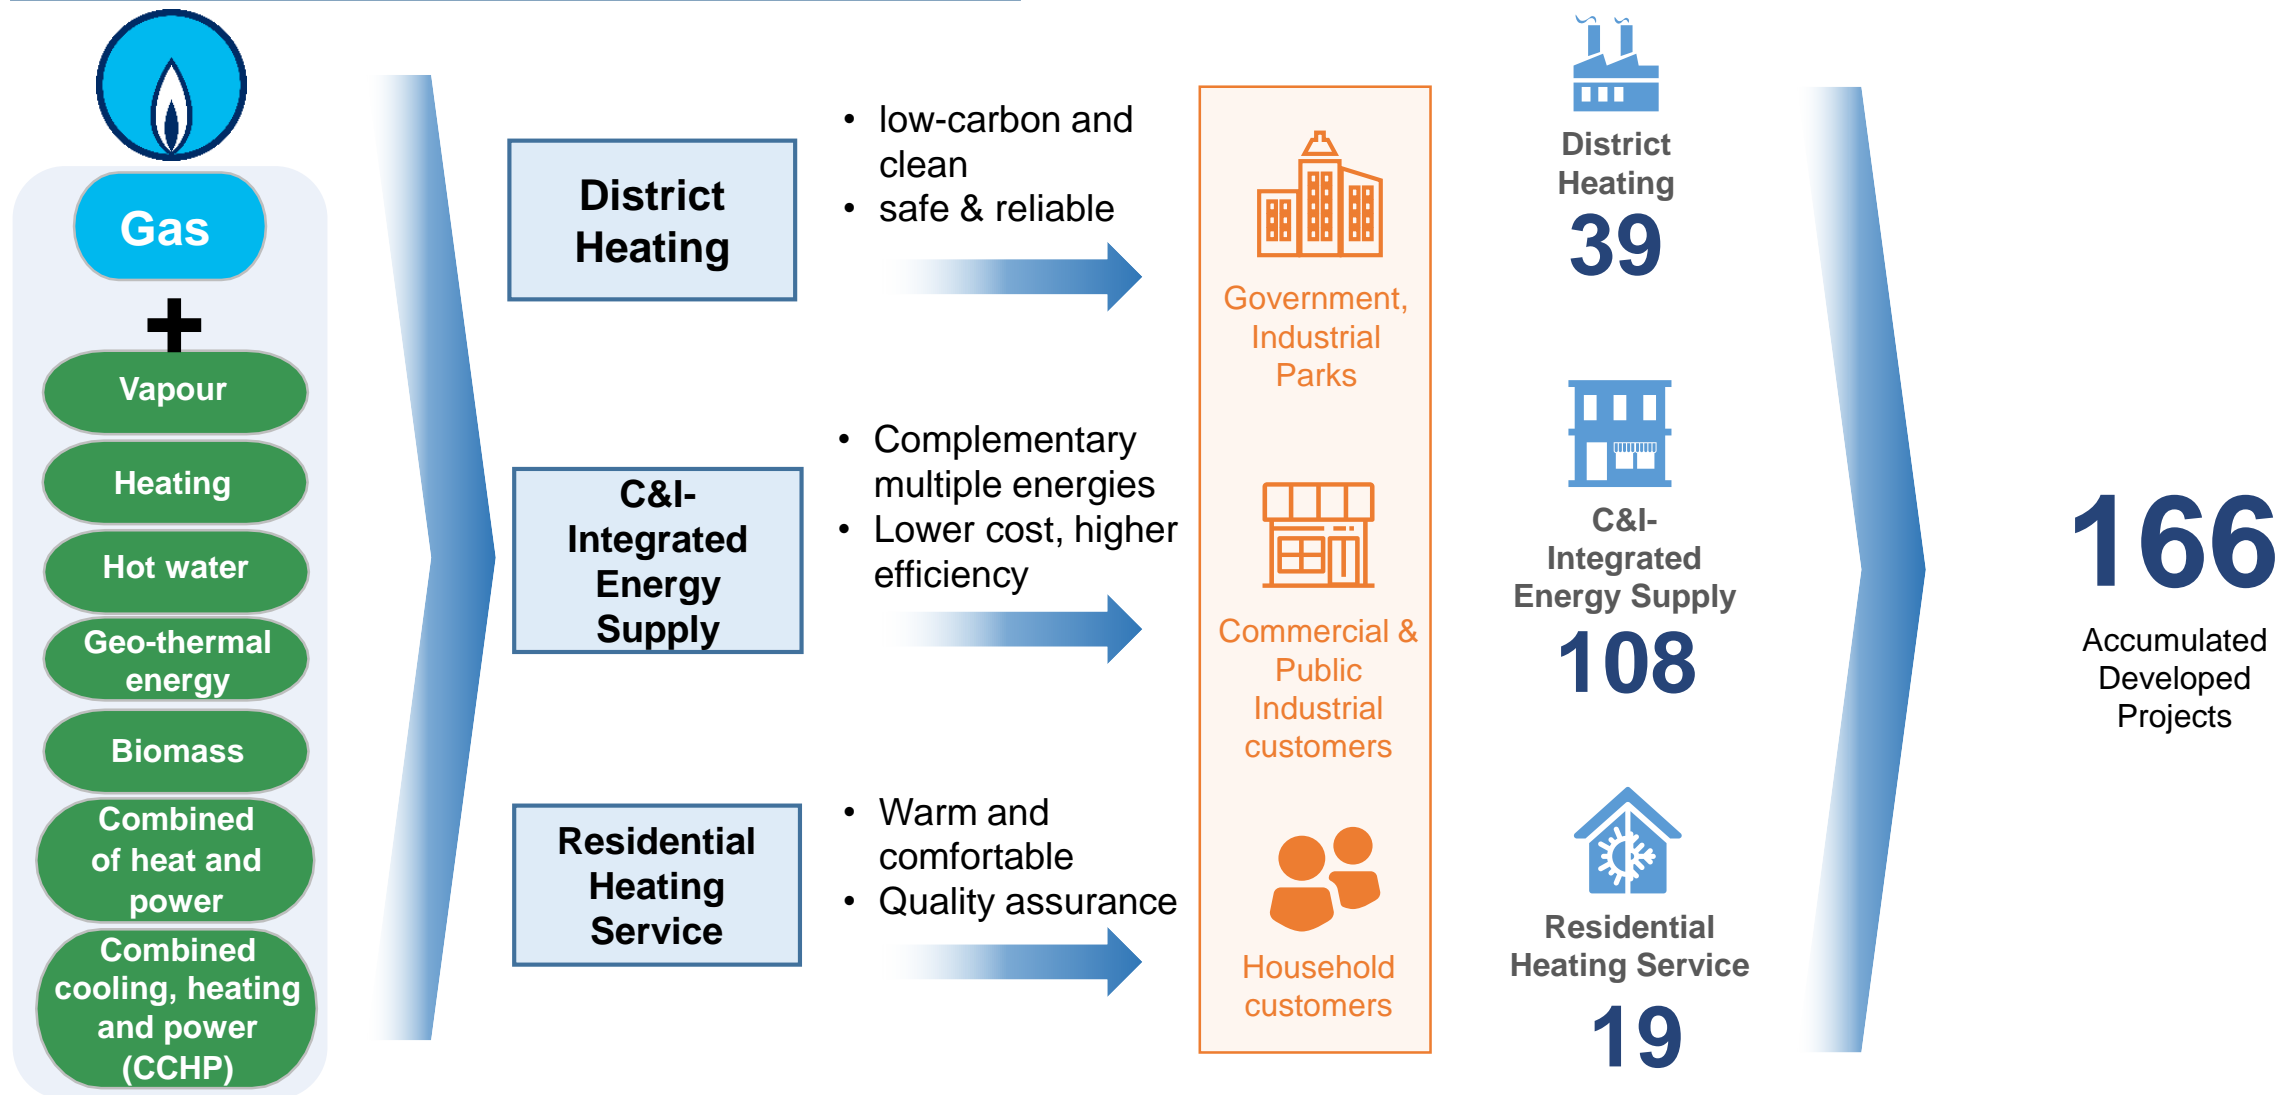 Gas
+
Vapour
Heating
Hot water
Geo-thermal
energy
Biomass
Combined
of heat and
power
Combined
cooling, heating
and power
(CCHP)
District
Heating
• low-carbon and
clean
• safe & reliable
C&I-
Integrated
Energy
Supply
• Complementary
multiple energies
• Lower cost, higher
efficiency
Residential
Heating
Service
• Warm and
comfortable
• Quality assurance
Government,
Industrial
Parks
Commercial &
Public
Industrial
customers
Household
customers
District
Heating
39
C&I-
Integrated
Energy Supply
108
Residential
Heating Service
19
166
Accumulated
Developed
Projects